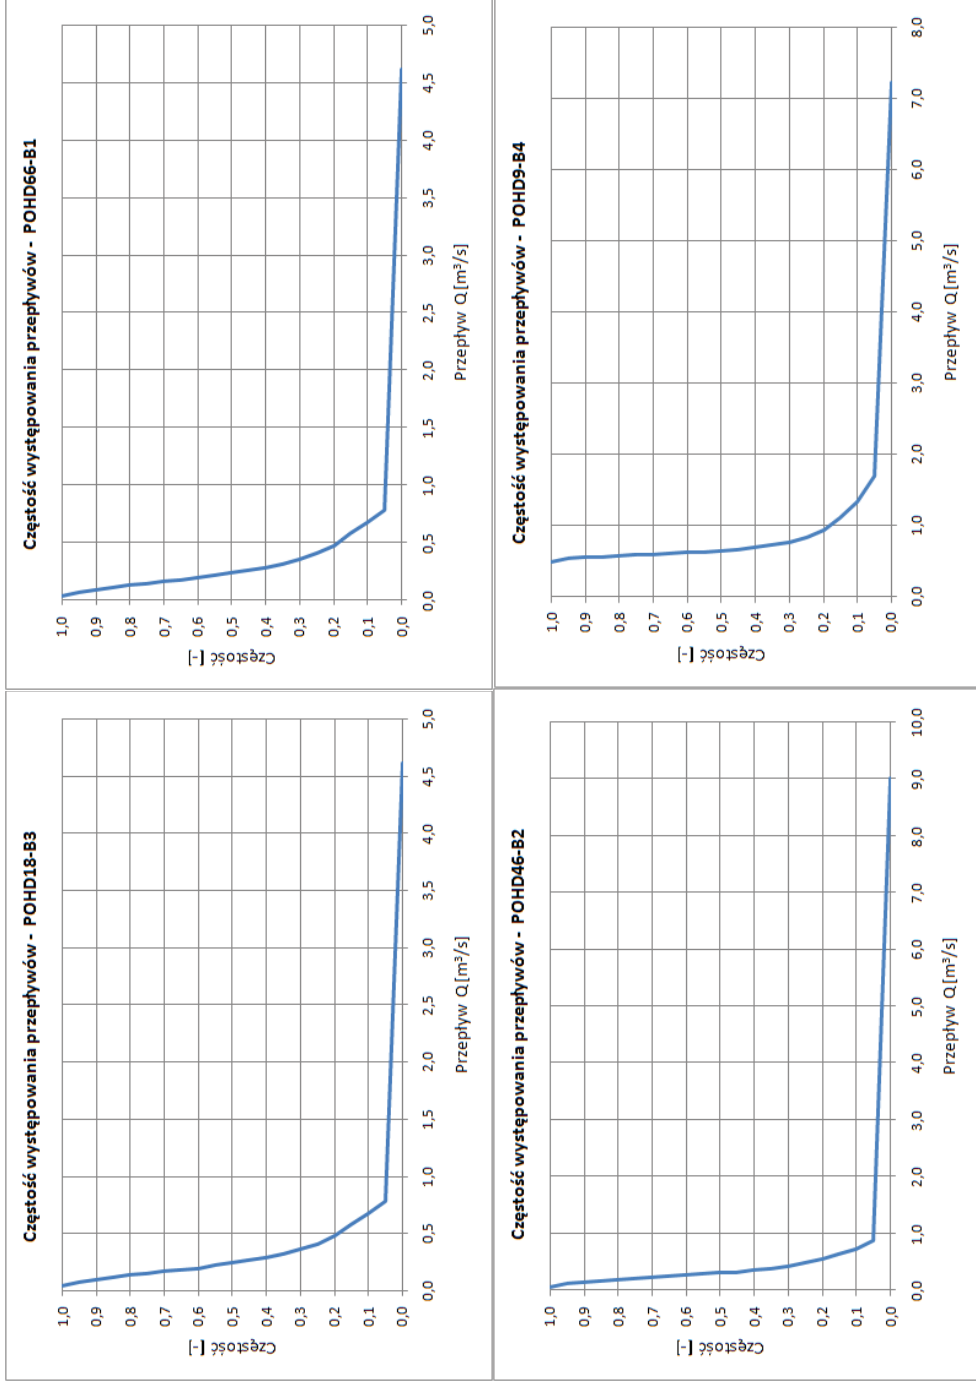 Częstość występowania przepływów - POHD18-B3
Częstość [-]
1,0
0,9
0,8
0,7
0,6
0,5
0,4
0,3
0,2
0,1
0,0
0,0 0,5 1,0 1,5 2,0 2,5 3,0 3,5 4,0 4,5 5,0
Przepływ Q [m³/s]
Częstość występowania przepływów - POHD66-B1
Częstość [-]
1,0
0,9
0,8
0,7
0,6
0,5
0,4
0,3
0,2
0,1
0,0
0,0 0,5 1,0 1,5 2,0 2,5 3,0 3,5 4,0 4,5 5,0
Przepływ Q [m³/s]
Częstość występowania przepływów - POHD46-B2
Częstość [-]
1,0
0,9
0,8
0,7
0,6
0,5
0,4
0,3
0,2
0,1
0,0
0,0 1,0 2,0 3,0 4,0 5,0 6,0 7,0 8,0 9,0 10,0
Przepływ Q [m³/s]
Częstość występowania przepływów - POHD9-B4
Częstość [-]
1,0
0,9
0,8
0,7
0,6
0,5
0,4
0,3
0,2
0,1
0,0
0,0 1,0 2,0 3,0 4,0 5,0 6,0 7,0 8,0
Przepływ Q [m³/s]